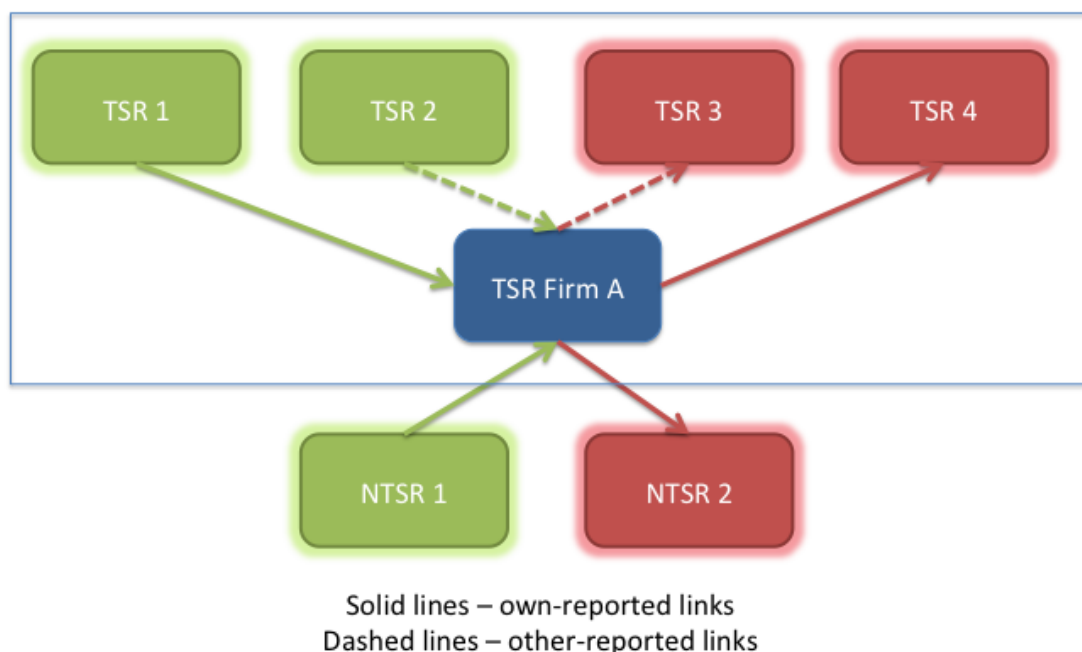 TSR 1
TSR 2
TSR 3
TSR 4
TSR Firm A
NTSR 1
NTSR 2
Solid lines – own-reported links
Dashed lines – other-reported links